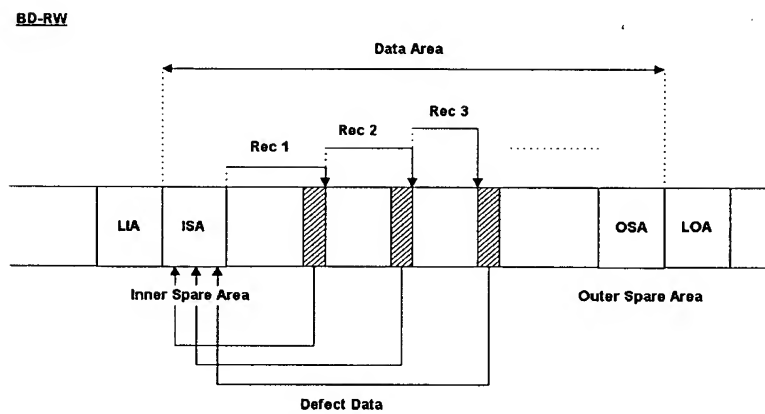 BD-RW
Data Area
Rec 1
Rec 2
Rec 3
LIA
ISA
OSA
LOA
Inner Spare Area
Outer Spare Area
Defect Data